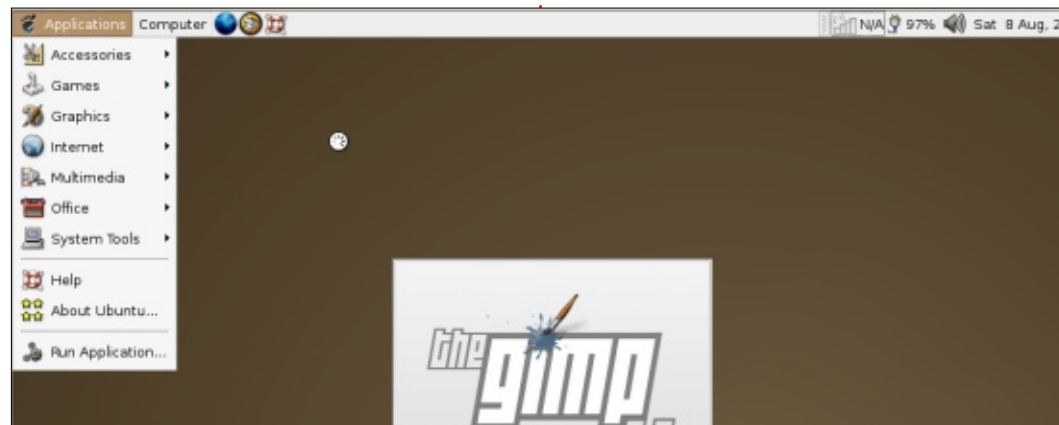 Applications Computer N/A 97% Sat 8 Aug, 2
Accessories
Games
Graphics
Internet
Multimedia
Office
System Tools
Help
About Ubuntu...
Run Application...
the
gimp